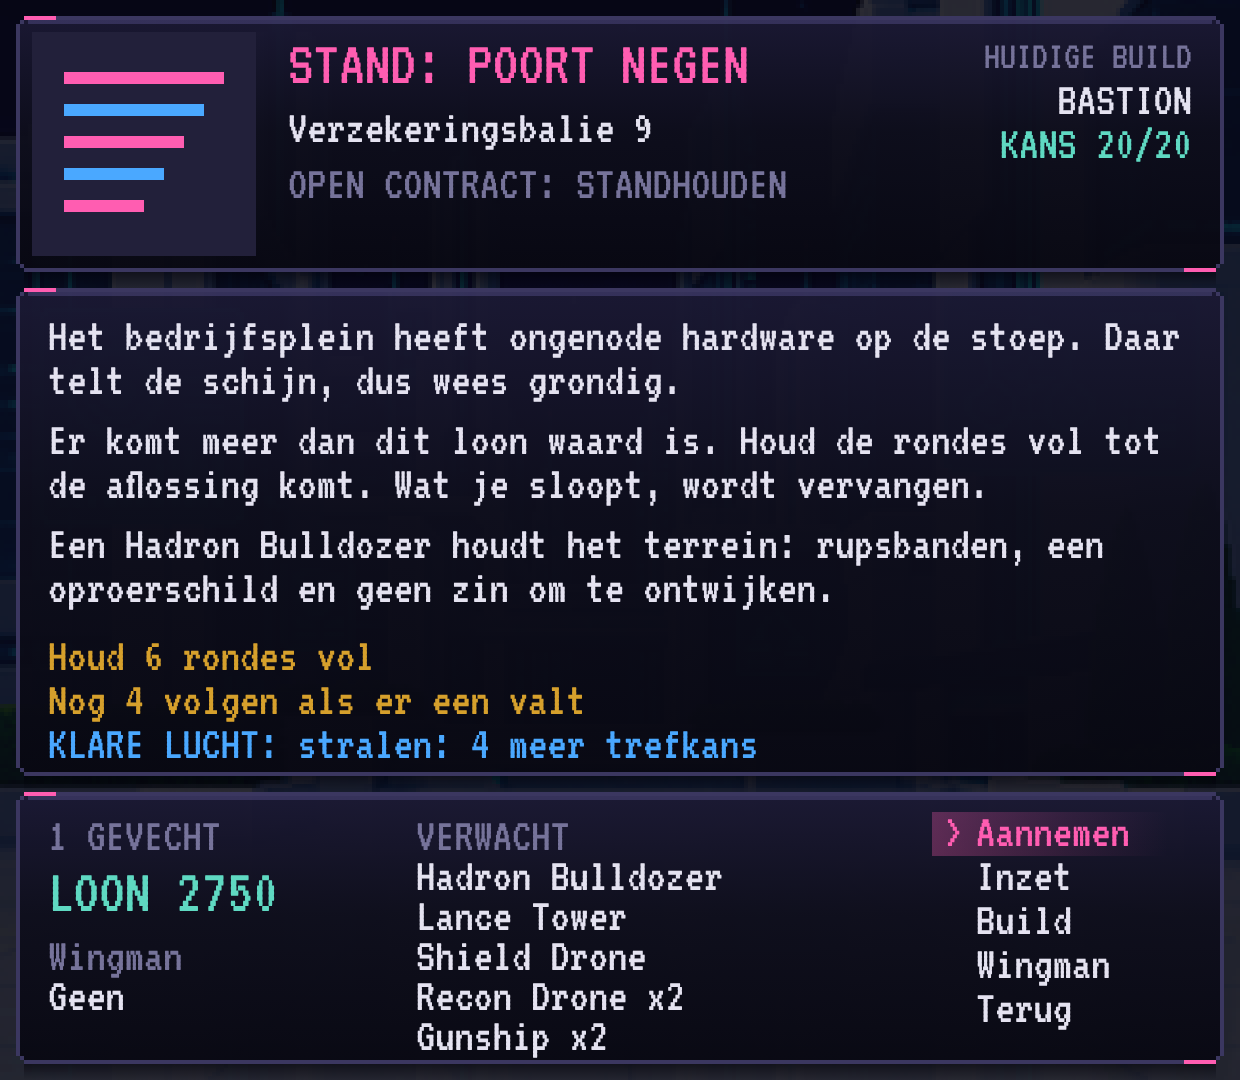 STAND: POORT NEGEN
Verzekeringsbalie 9
OPEN CONTRACT: STANDHOUDEN
HUIDIGE BUILD
BASTION
KANS 20/20
Het bedrijfsplein heeft ongenode hardware op de stoep. Daar
telt de schijn, dus wees grondig.
Er komt meer dan dit loon waard is. Houd de rondes vol tot
de aflossing komt. Wat je sloopt, wordt vervangen.
Een Hadron Bulldozer houdt het terrein: rupsbanden, een
oproerschild en geen zin om te ontwijken.
Houd 6 rondes vol
Nog 4 volgen als er een valt
KLARE LUCHT: stralen: 4 meer trefkans
1 GEVECHT
LOON 2750
Wingman
Geen
VERWACHT
Hadron Bulldozer
Lance Tower
Shield Drone
Recon Drone x2
Gunship x2
> Aannemen
Inzet
Build
Wingman
Terug